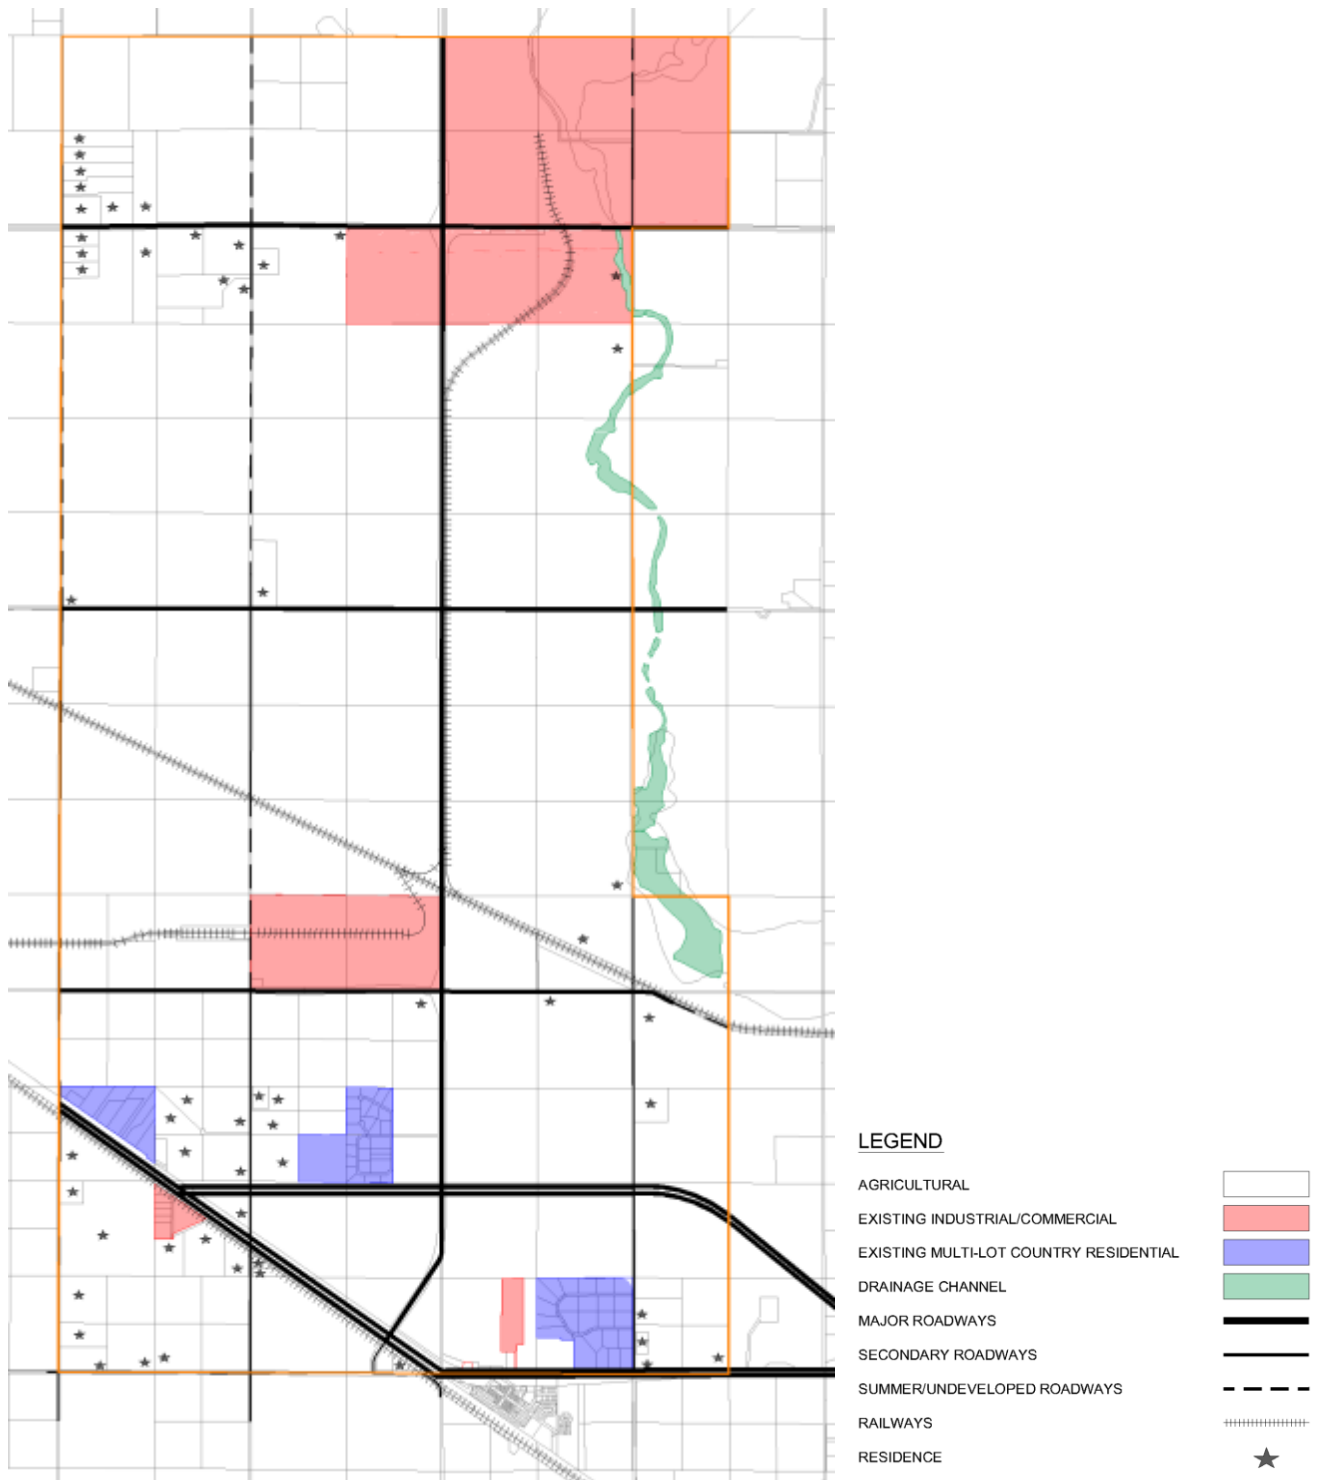 LEGEND
AGRICULTURAL
EXISTING INDUSTRIAL/COMMERCIAL
EXISTING MULTI-LOT COUNTRY RESIDENTIAL
DRAINAGE CHANNEL
MAJOR ROADWAYS
SECONDARY ROADWAYS
SUMMER/UNDEVELOPED ROADWAYS
RAILWAYS
RESIDENCE